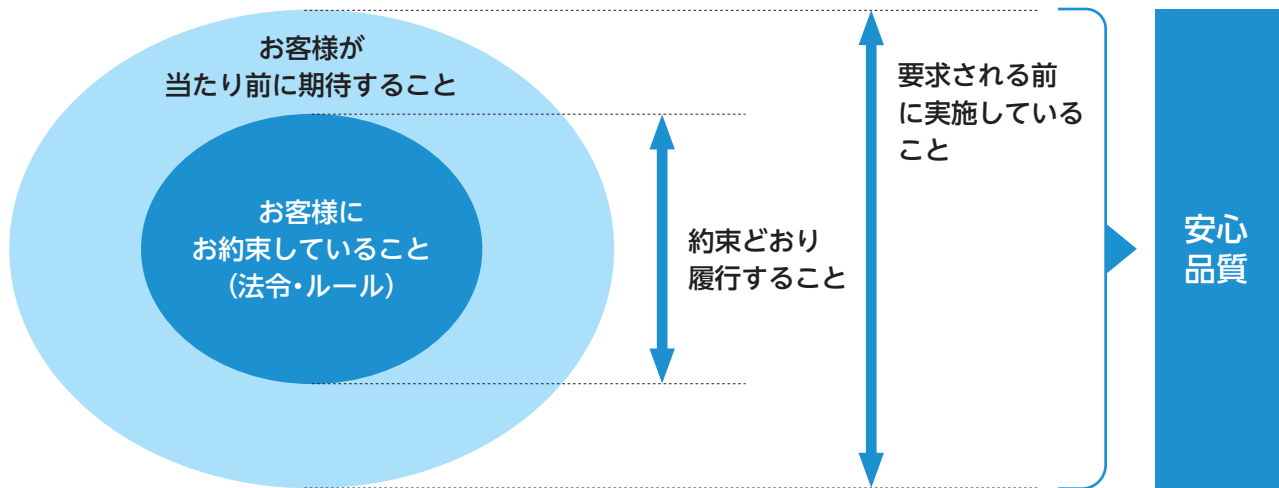 お客様が
当たり前に期待すること
お客様に
お約束していること
（法令・ルール）
約束どおり
履行すること
要求される前
に実施している
こと
安心
品質